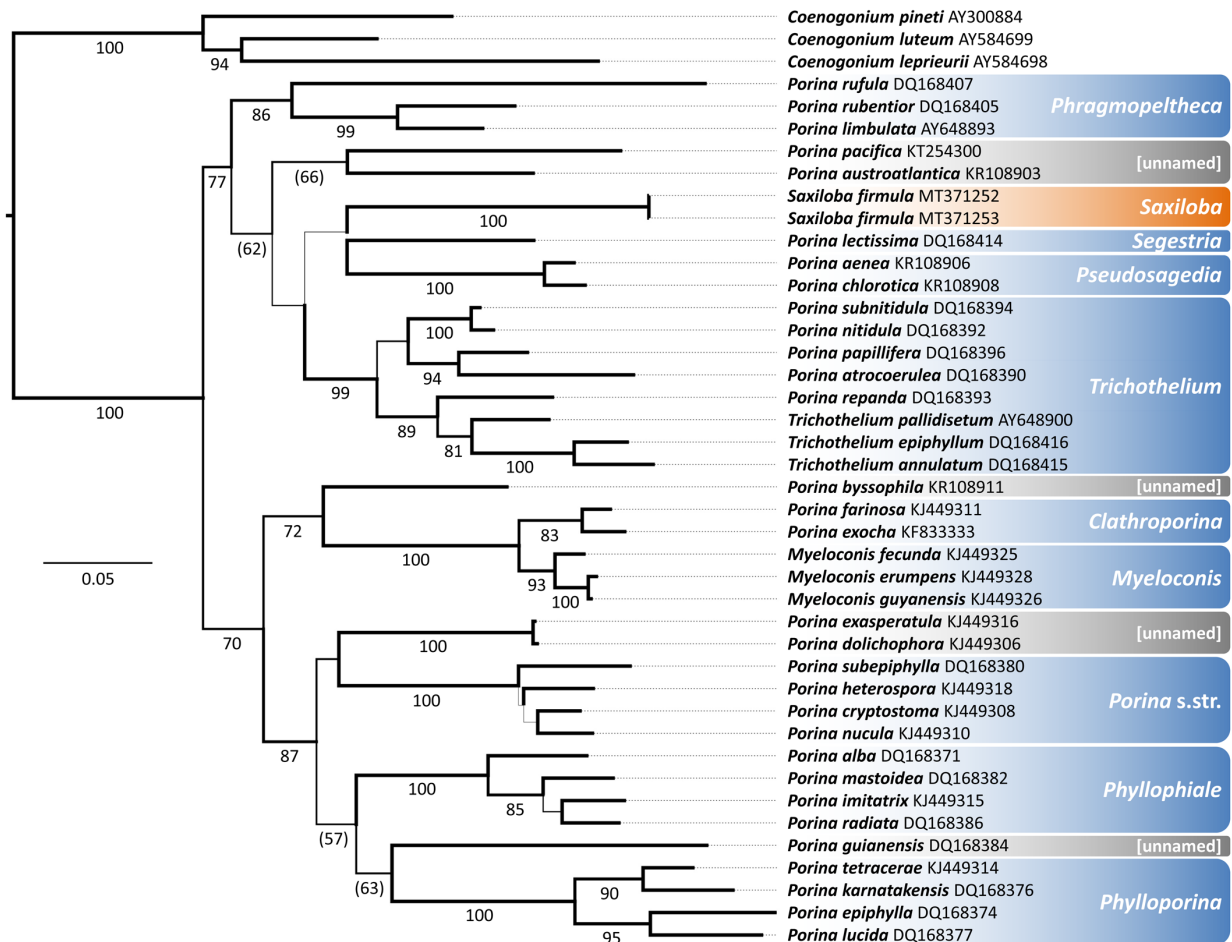 Coenogonium pineti AY300884
Coenogonium luteum AY584699
100
94
Coenogonium leprieurii AY584698
Porina rufula DQ168407
Phragmopeltheca
86
Porina rubentior DQ168405
99
Porina limbulata AY648893
Porina pacifica KT254300
[unnamed]
77
(66)
Porina austroatlantica KR108903
Saxiloba firmula MT371252
Saxiloba
100
Saxiloba firmula MT371253
(62)
Porina lectissima DQ168414
Segestria
Porina aenea KR108906
Pseudosagedia
100
Porina chlorotica KR108908
Porina subnitidula DQ168394
100
Porina nitidula DQ168392
Porina papillifera DQ168396
94
Porina atrocoerulea DQ168390
Trichothelium
99
Porina repanda DQ168393
100
Trichothelium pallidisetum AY648900
89
81
Trichothelium epiphyllum DQ168416
100
Trichothelium annulatum DQ168415
Porina byssophila KR108911
[unnamed]
72
Porina farinosa KJ449311
Clathroporina
83
Porina exocha KF833333
100
Myeloconis fecunda KJ449325
0.05
93
Myeloconis erumpens KJ449328
Myeloconis
100
Myeloconis guyanensis KJ449326
Porina exasperatula KJ449316
[unnamed]
70
100
Porina dolichophora KJ449306
Porina subepiphylla DQ168380
100
Porina heterospora KJ449318
Porina s.str.
Porina cryptostoma KJ449308
Porina nucula KJ449310
87
Porina alba DQ168371
100
Porina mastoidea DQ168382
Phyllophiale
85
Porina imitatrix KJ449315
Porina radiata DQ168386
(57)
Porina guianensis DQ168384
[unnamed]
Porina tetracerae KJ449314
(63)
90
Porina karnatakensis DQ168376
Phylloporina
100
Porina epiphylla DQ168374
95
Porina lucida DQ168377